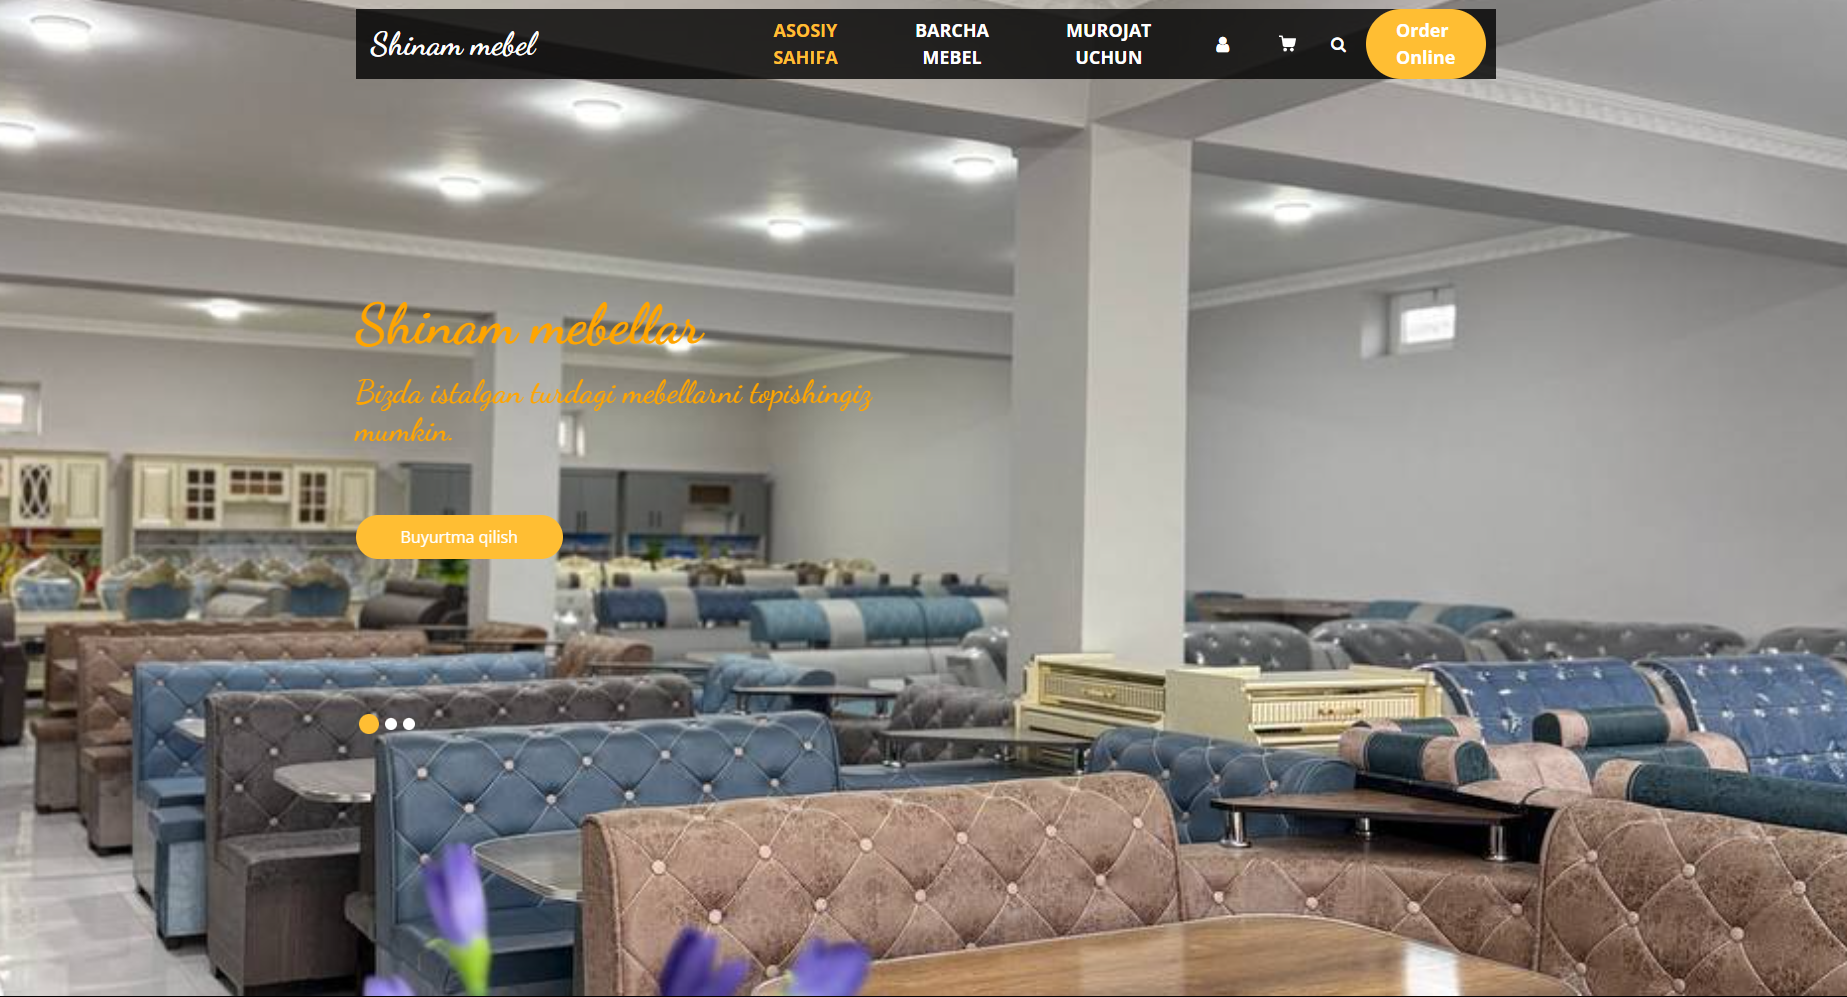 Shinam mebel
ASOSIY
SAHIFA
BARCHA
MEBEL
MUROJAT
UCHUN
Order
Online
Shinam mebellar
Bizda istalgan turdagi mebellarni topishingiz
mumkin.
Buyurtma qilish